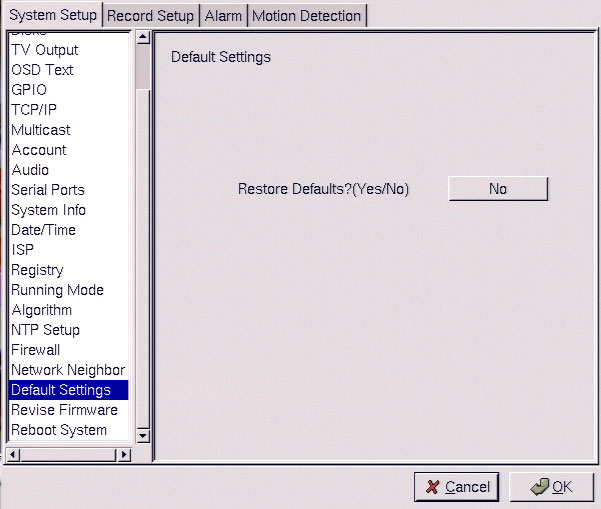 System Setup
Record Setup
Alarm
Motion Detection
Disks
TV Output
OSD Text
GPIO
TCP/IP
Multicast
Account
Audio
Serial Ports
System Info
Date/Time
ISP
Registry
Running Mode
Algorithm
NTP Setup
Firewall
Network Neighbor
Default Settings
Revise Firmware
Reboot System
Default Settings
Restore Defaults?(Yes/No)
No
Cancel
OK